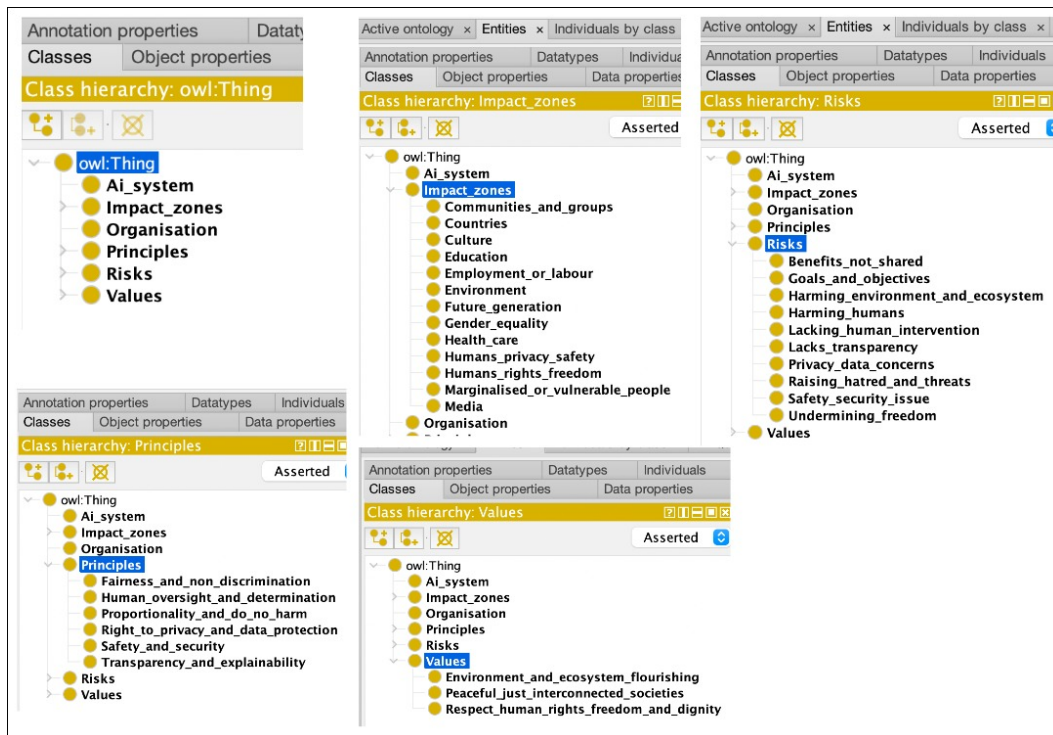 Annotation properties Dataty
Classes Object properties
Class hierarchy: owl:Thing
owl:Thing
Ai_system
Impact_zones
Organisation
Principles
Risks
Values
Active ontology × Entities × Individuals by class ×
Annotation properties Datatypes Individua
Classes Object properties Data properties
Class hierarchy: Impact_zones
Asserted
owl:Thing
Ai_system
Impact_zones
Communities_and_groups
Countries
Culture
Education
Employment_or_labour
Environment
Future_generation
Gender_equality
Health_care
Humans_privacy_safety
Humans_rights_freedom
Marginalised_or_vulnerable_people
Media
Organisation
Active ontology × Entities × Individuals by class ×
Annotation properties Datatypes Individuals
Classes Object properties Data properties
Class hierarchy: Risks
Asserted
owl:Thing
Ai_system
Impact_zones
Organisation
Principles
Risks
Benefits_not_shared
Goals_and_objectives
Harming_environment_and_ecosystem
Harming_humans
Lacking_human_intervention
Lacks_transparency
Privacy_data_concerns
Raising_hatred_and_threats
Safety_security_issue
Undermining_freedom
Values
Annotation properties Datatypes Individuals
Classes Object properties Data properties
Class hierarchy: Principles
Asserted
owl:Thing
Ai_system
Impact_zones
Organisation
Principles
Fairness_and_non_discrimination
Human_oversight_and_determination
Proportionality_and_do_no_harm
Right_to_privacy_and_data_protection
Safety_and_security
Transparency_and_explainability
Risks
Values
Annotation properties Datatypes Individuals
Classes Object properties Data properties
Class hierarchy: Values
Asserted
owl:Thing
Ai_system
Impact_zones
Organisation
Principles
Risks
Values
Environment_and_ecosystem_flourishing
Peaceful_just_interconnected_societies
Respect_human_rights_freedom_and_dignity